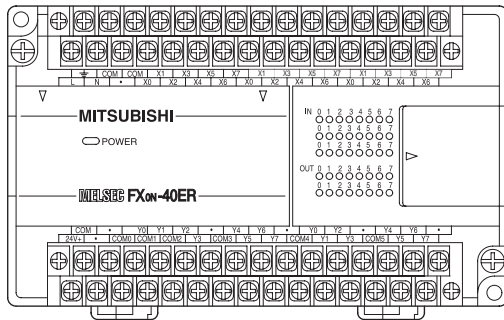 ⏚ COM COM X1 X3 X5 X7 X1 X3 X5 X7 X1 X3 X5 X7
L N • X0 X2 X4 X6 X0 X2 X4 X6 X0 X2 X4 X6
MITSUBISHI
POWER
IN 0 1 2 3 4 5 6 7
0 1 2 3 4 5 6 7
0 1 2 3 4 5 6 7
OUT 0 1 2 3 4 5 6 7
0 1 2 3 4 5 6 7
MELSEC FX0N-40ER
COM • Y0 Y1 • Y4 Y6 • Y0 Y2 • Y4 Y6 •
24V+ • COM0 COM1 COM2 Y3 COM3 Y5 Y7 COM4 Y1 Y3 COM5 Y5 Y7